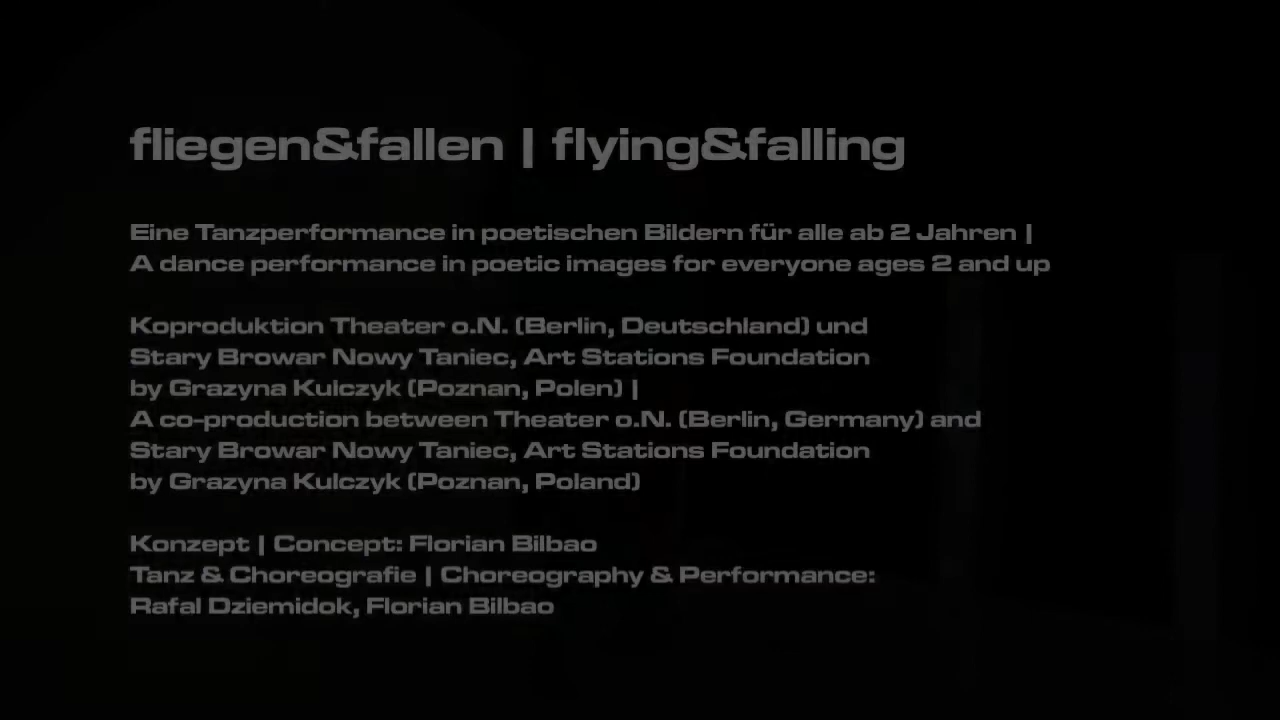 fliegen&fallen | flying&falling
Eine Tanzperformance in poetischen Bildern für alle ab 2 Jahren |
A dance performance in poetic images for everyone ages 2 and up
Koproduktion Theater o.N. (Berlin, Deutschland) und
Stary Browar Nowy Taniec, Art Stations Foundation
by Grazyna Kulczyk (Poznan, Polen) |
A co-production between Theater o.N. (Berlin, Germany) and
Stary Browar Nowy Taniec, Art Stations Foundation
by Grazyna Kulczyk (Poznan, Poland)
Konzept | Concept: Florian Bilbao
Tanz & Choreografie | Choreography & Performance:
Rafal Dziemidok, Florian Bilbao